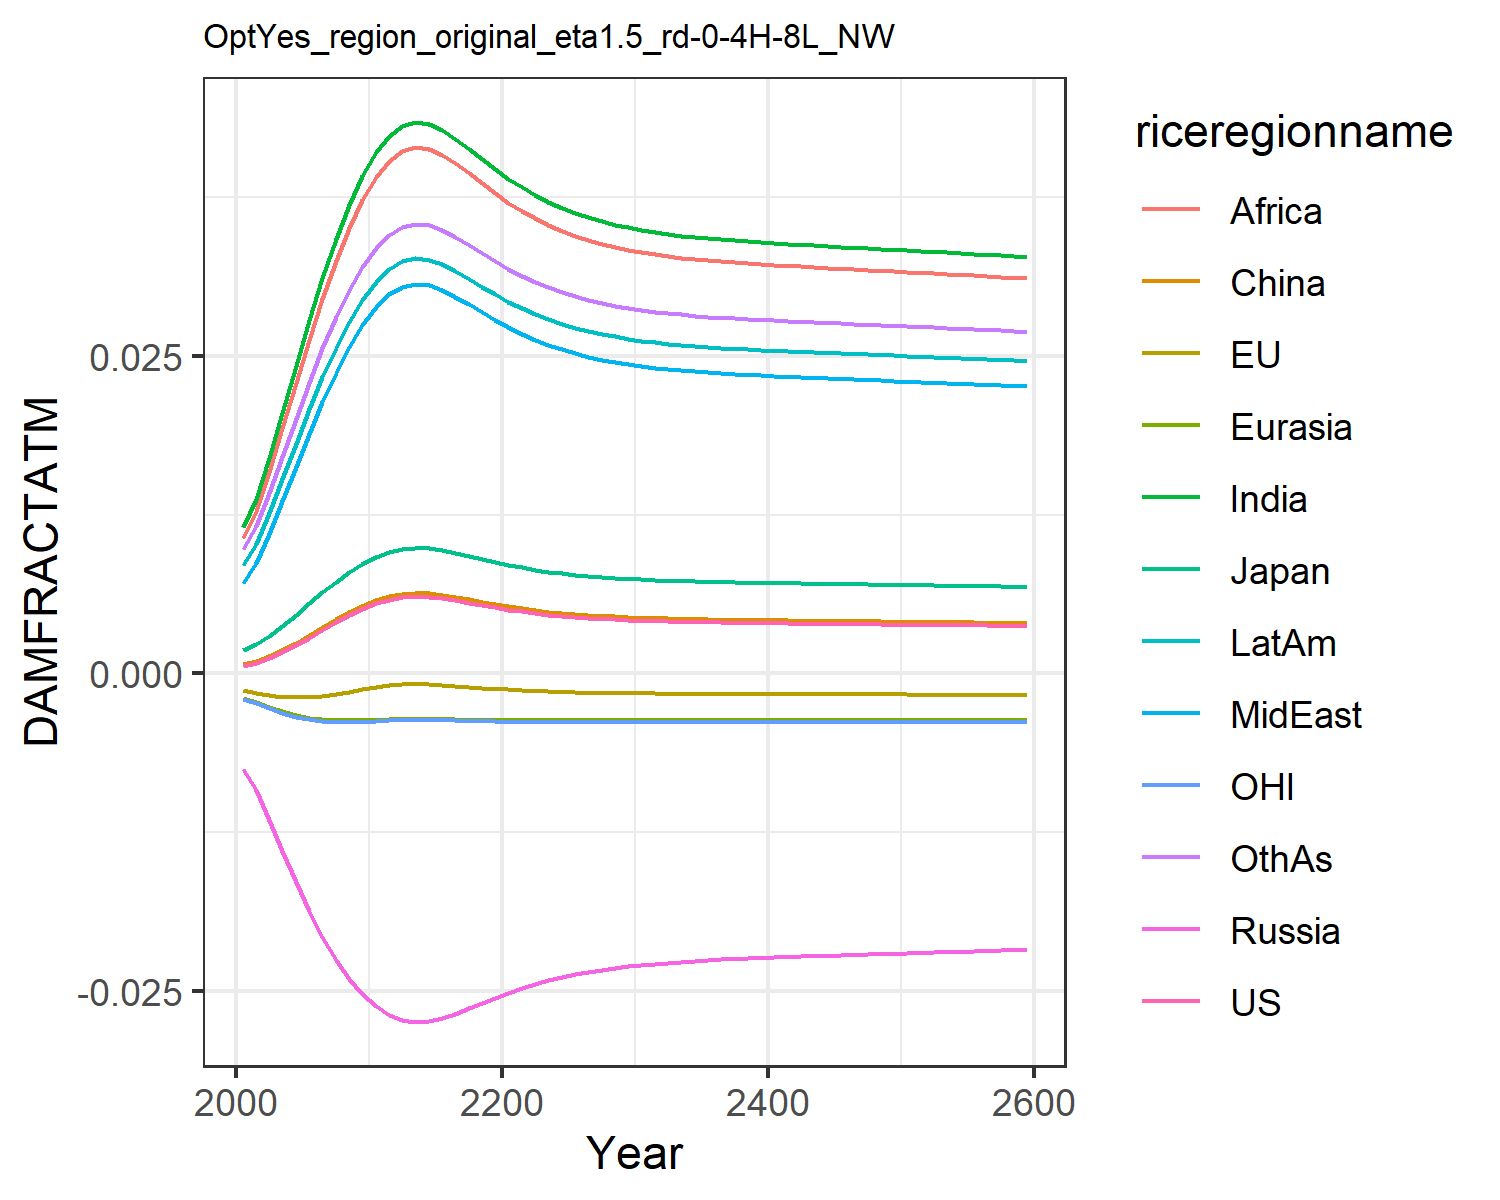 OptYes_region_original_eta1.5_rd-0-4H-8L_NW
DAMFRACTATM
0.025
0.000
-0.025
2000
2200
2400
2600
Year
riceregionname
Africa
China
EU
Eurasia
India
Japan
LatAm
MidEast
OHI
OthAs
Russia
US